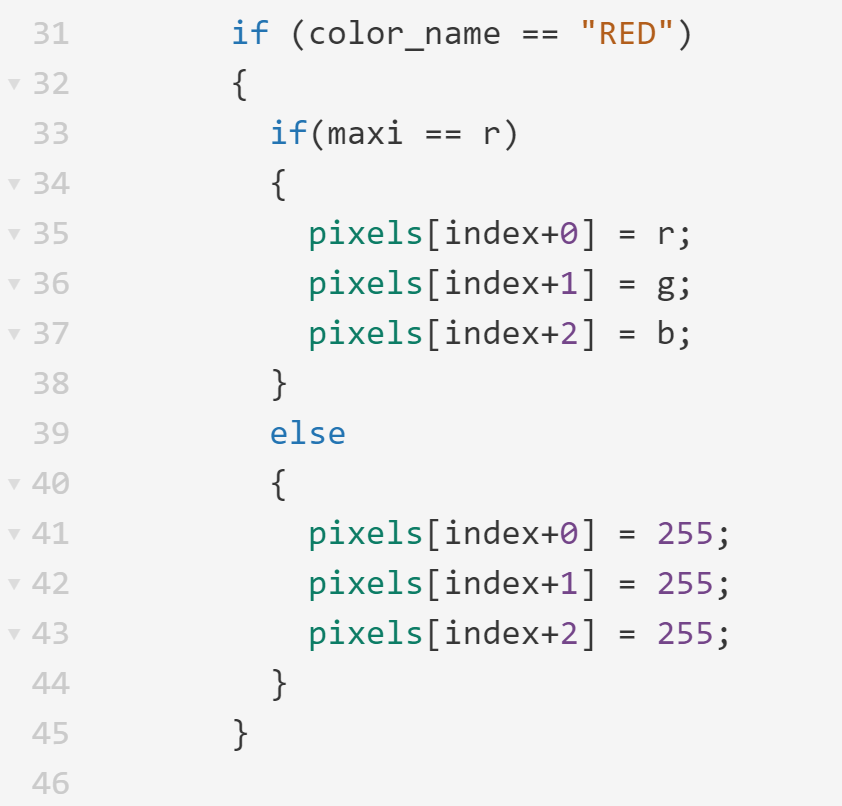 31 if (color_name == "RED")
32 {
33 if(maxi == r)
34 {
35 pixels[index+0] = r;
36 pixels[index+1] = g;
37 pixels[index+2] = b;
38 }
39 else
40 {
41 pixels[index+0] = 255;
42 pixels[index+1] = 255;
43 pixels[index+2] = 255;
44 }
45 }
46